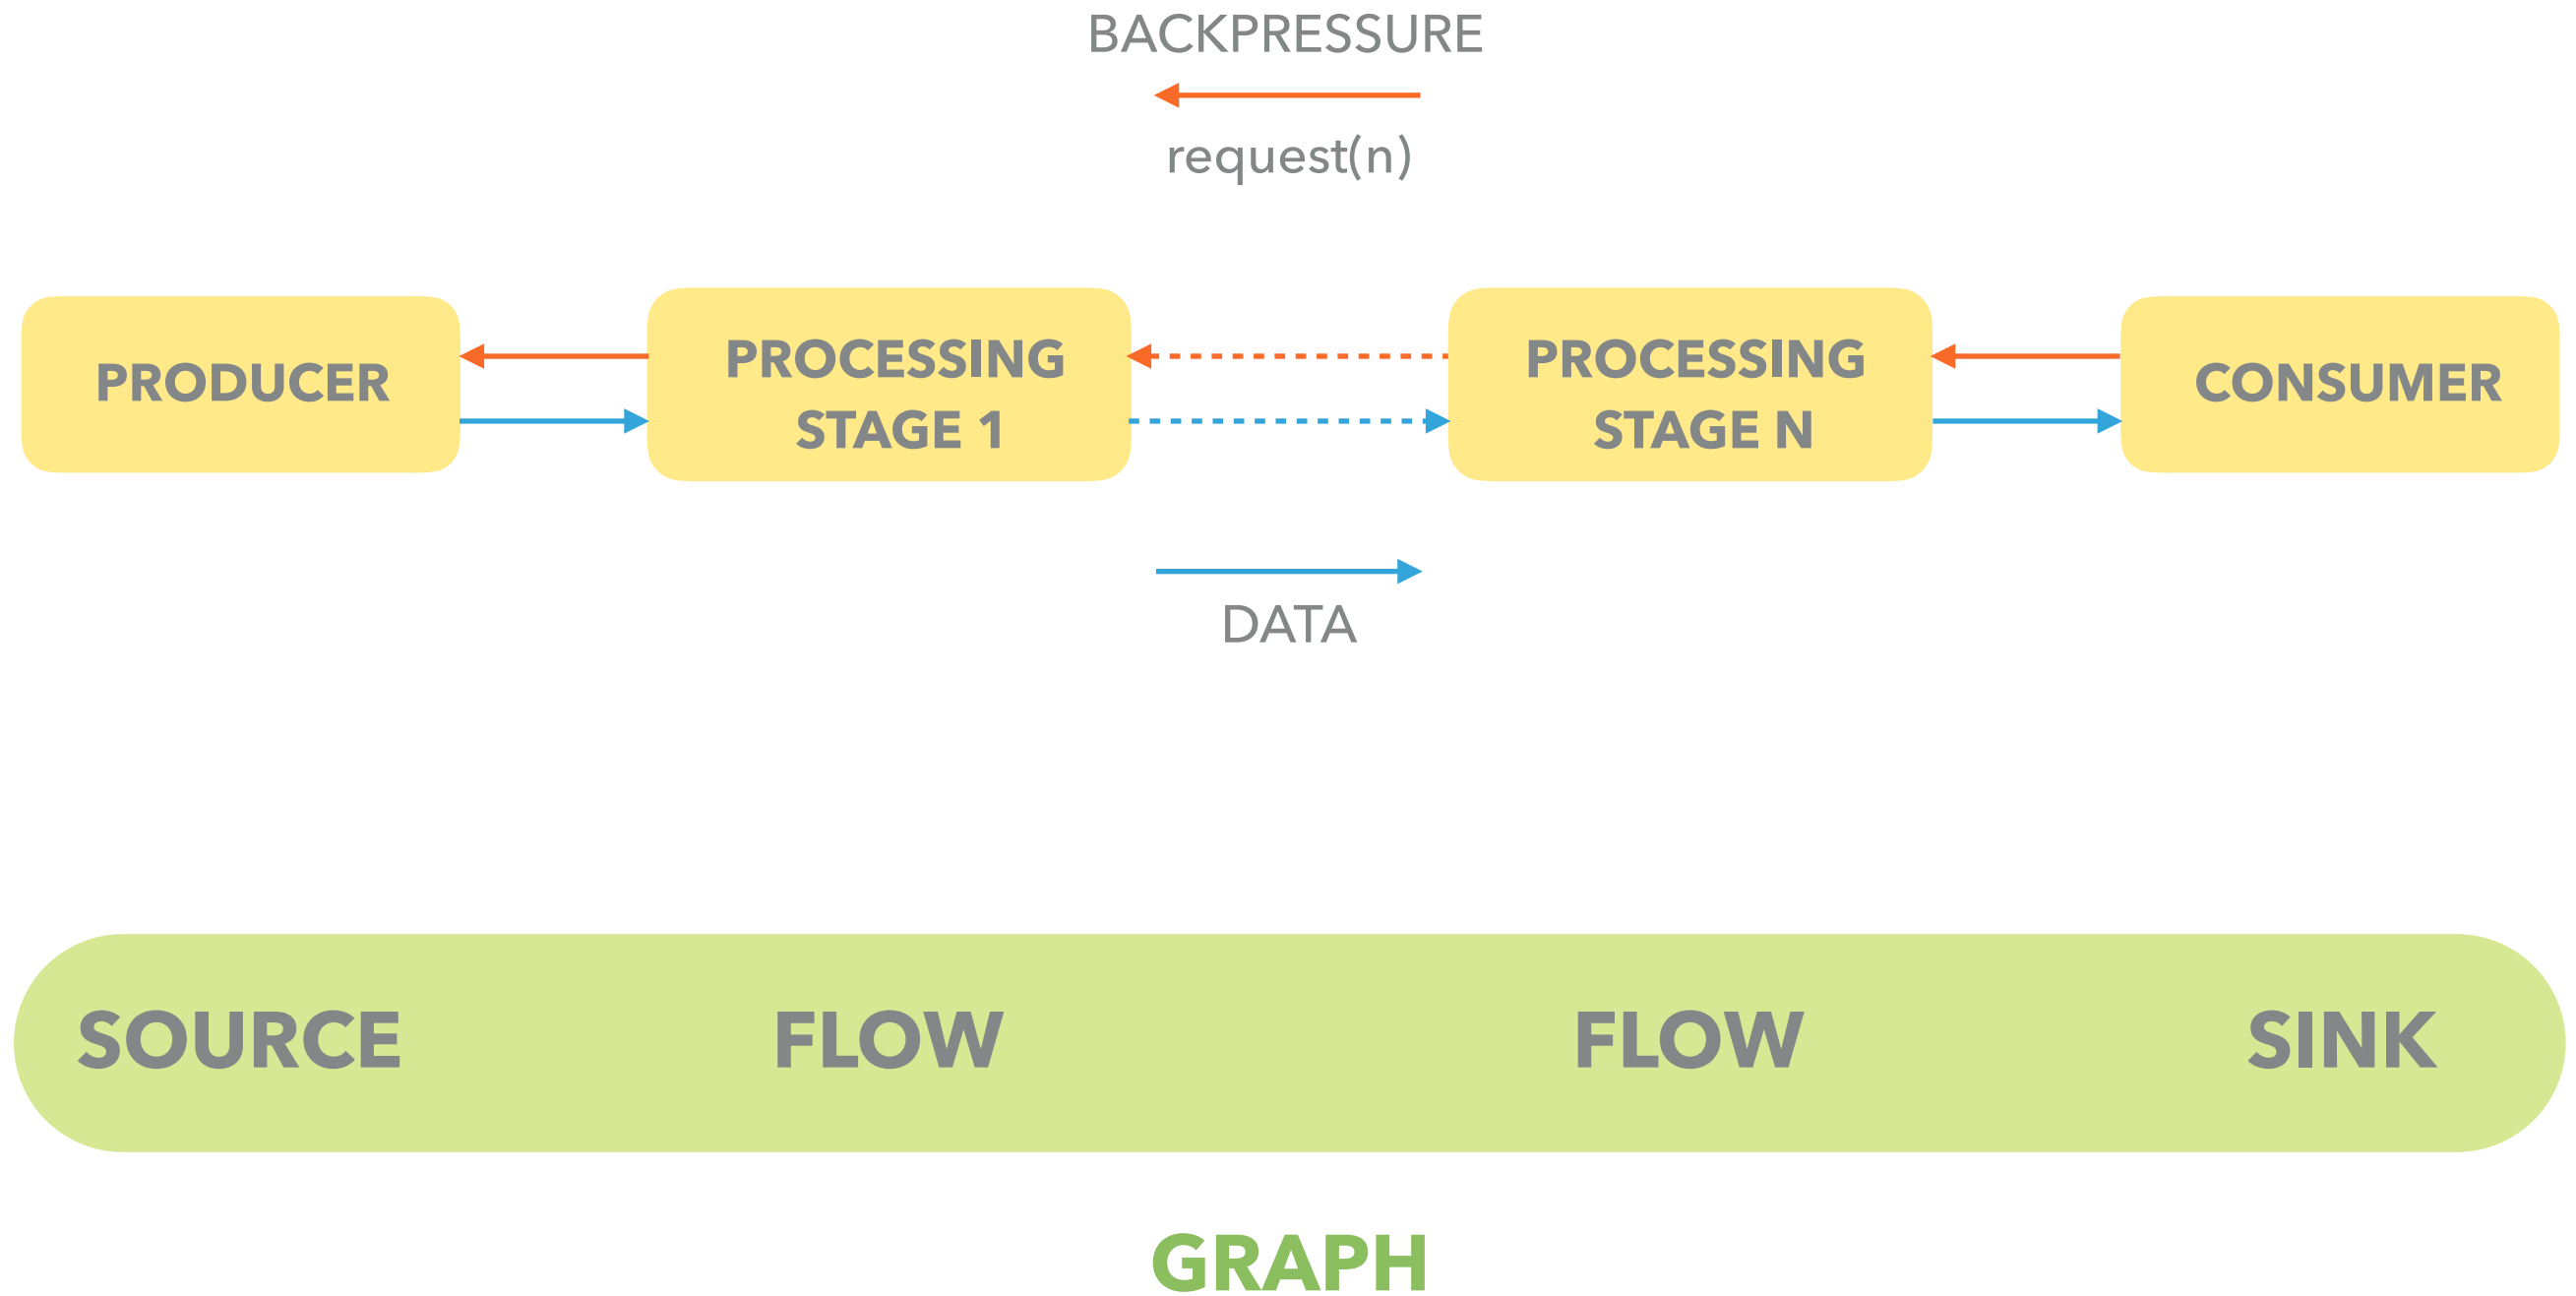 BACKPRESSURE
request(n)
PRODUCER
PROCESSING
STAGE 1
PROCESSING
STAGE N
CONSUMER
DATA
SOURCE
FLOW
FLOW
SINK
GRAPH